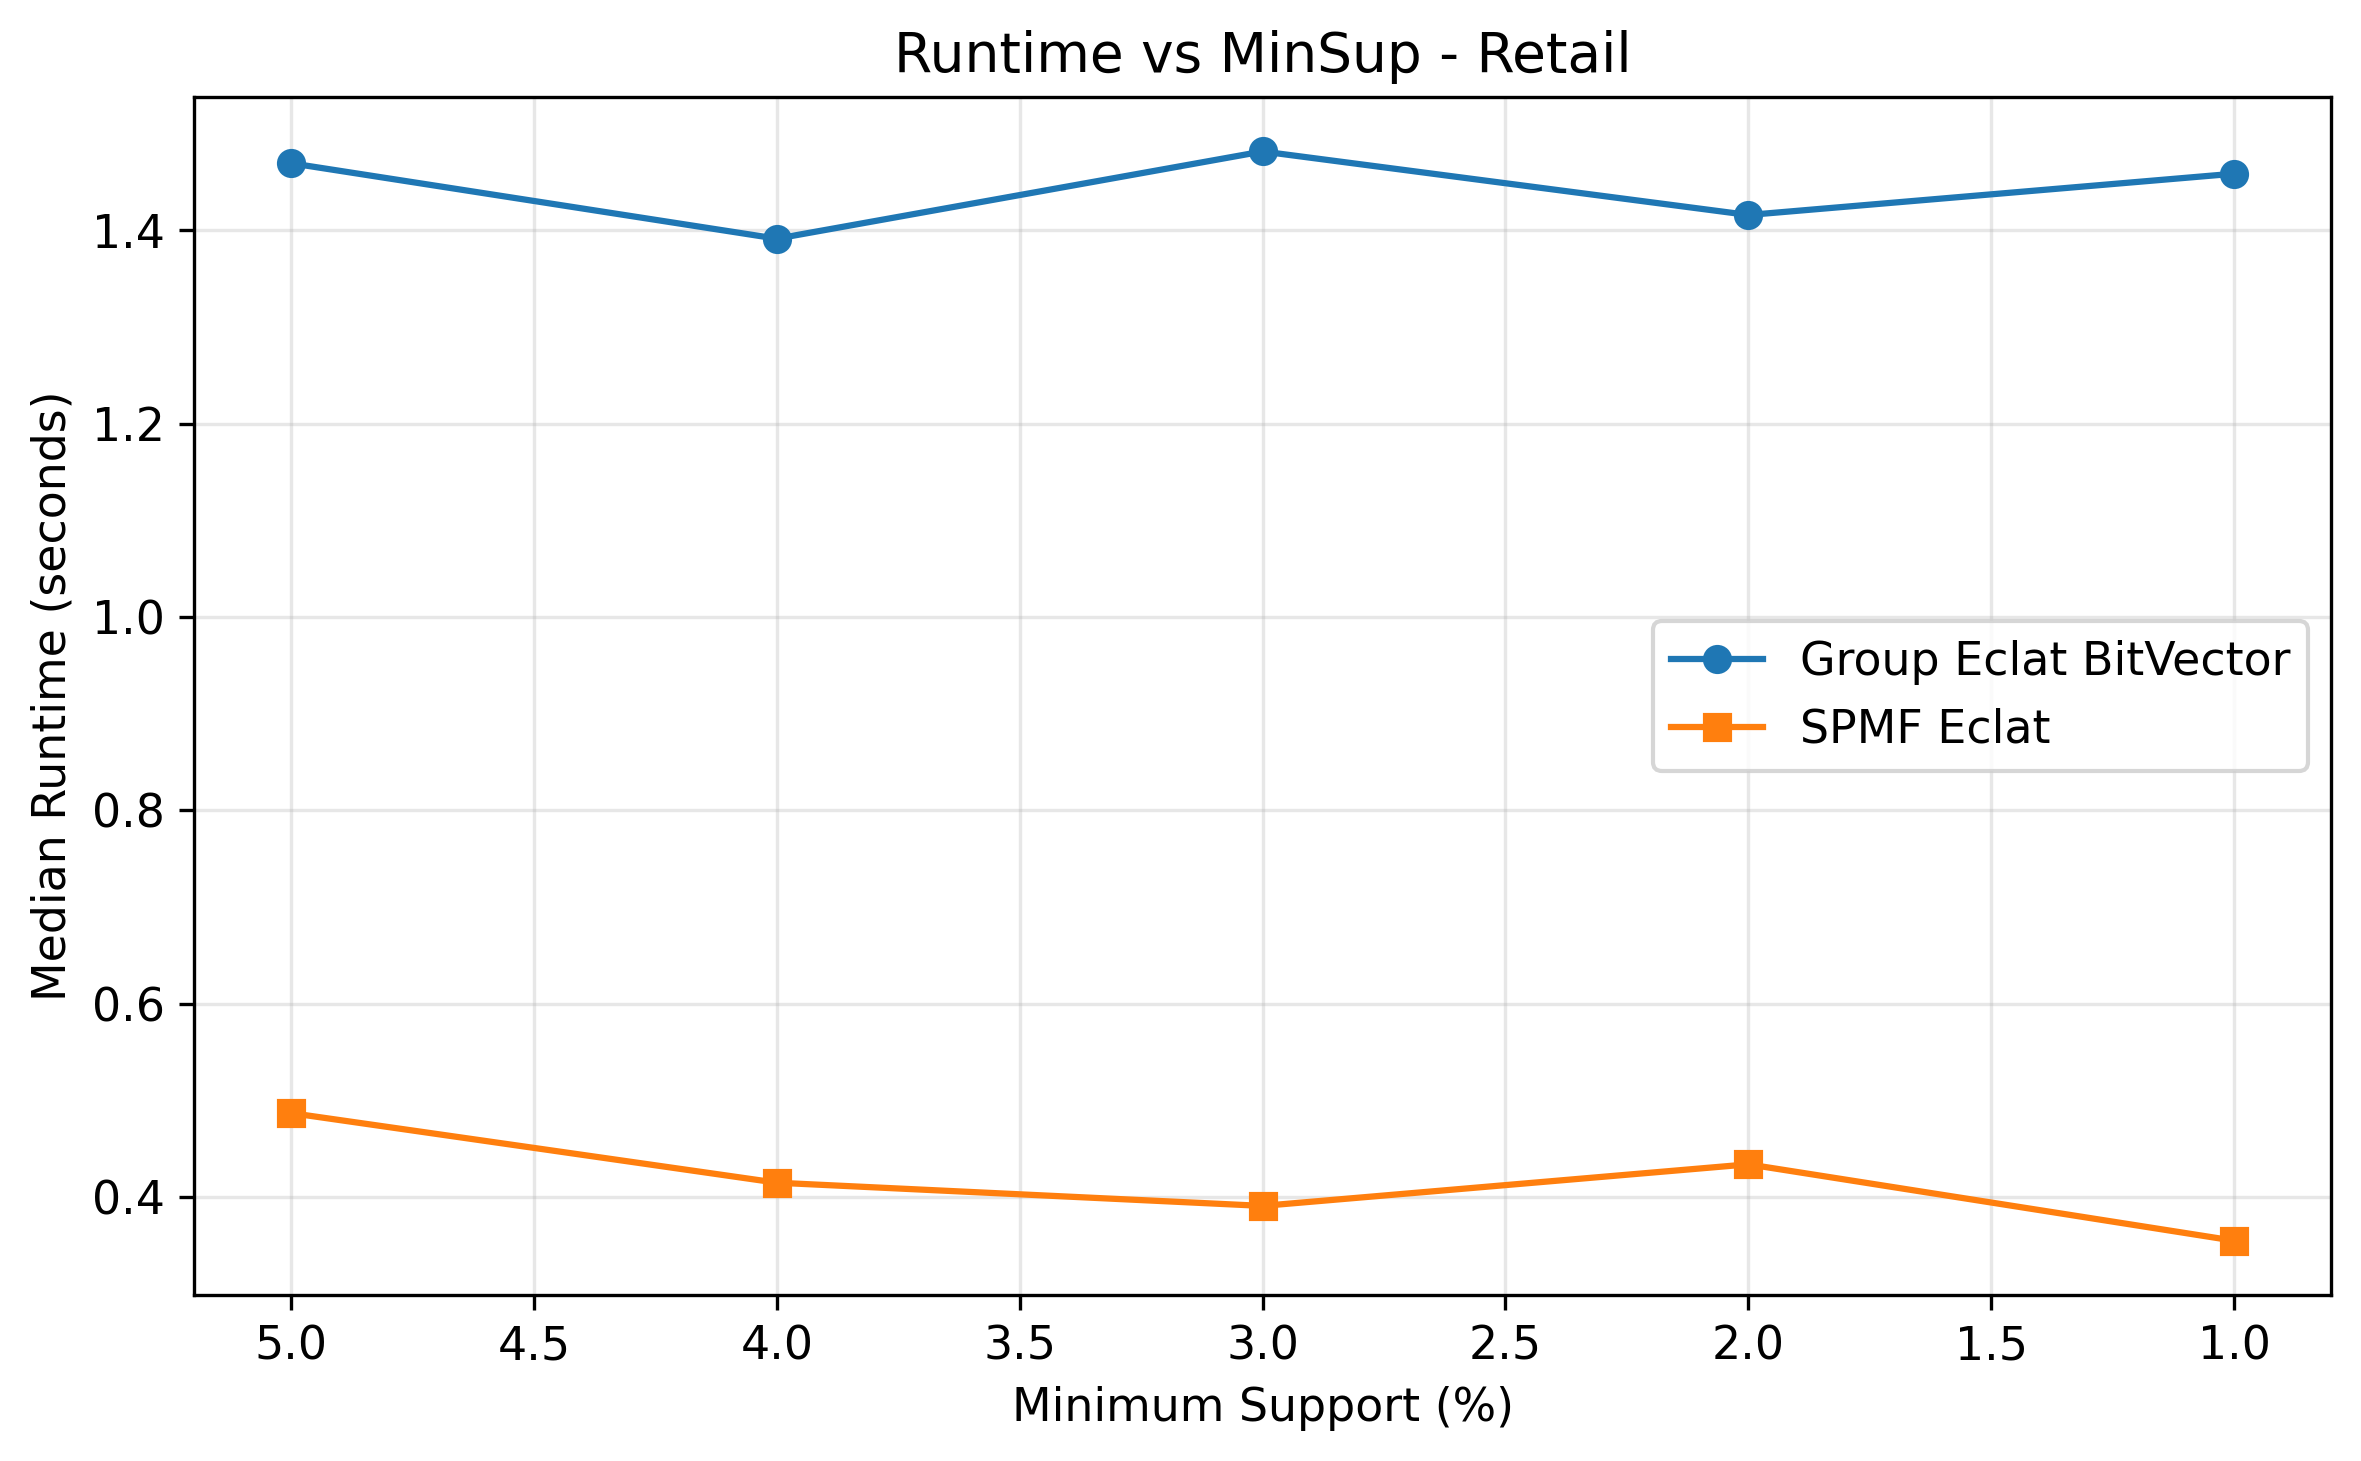 Runtime vs MinSup - Retail
Median Runtime (seconds)
1.4
1.2
1.0
0.8
0.6
0.4
Group Eclat BitVector
SPMF Eclat
5.0 4.5 4.0 3.5 3.0 2.5 2.0 1.5 1.0
Minimum Support (%)